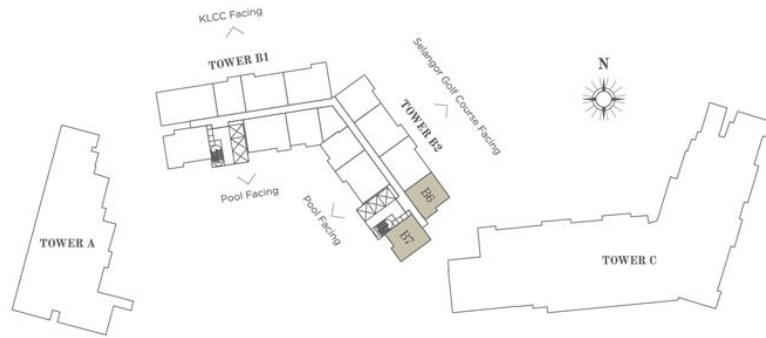 KLCC Facing
TOWER B1
Selangor Golf Course Facing
N
TOWER B2
Pool Facing
Pool Facing
B6
B7
TOWER A
TOWER C